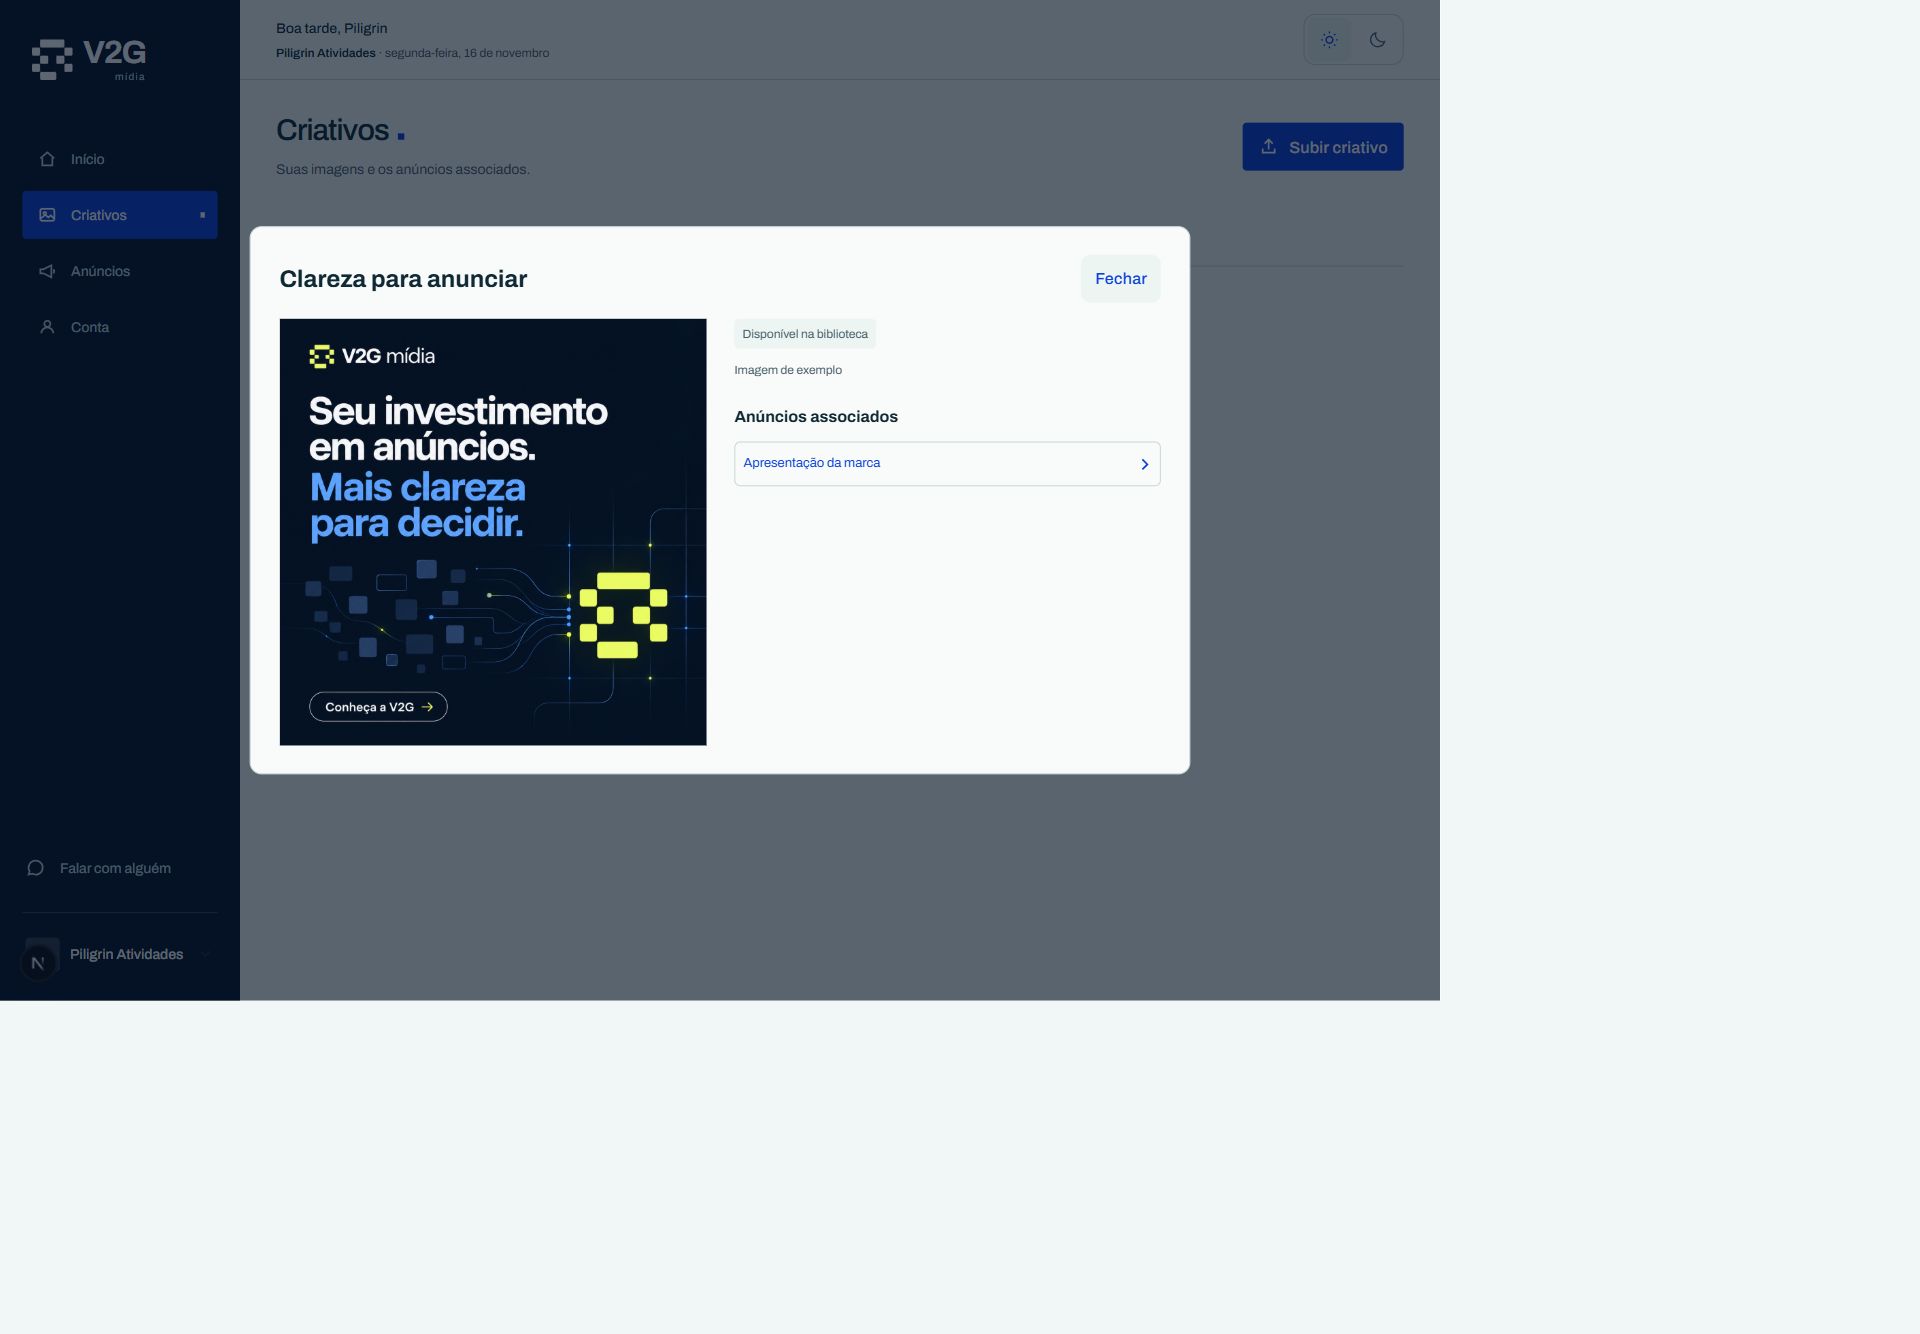 V2G
mídia
Início
Criativos
Anúncios
Conta
Falar com alguém
N
Piligrin Atividades
Boa tarde, Piligrin
Piligrin Atividades · segunda-feira, 16 de novembro
Criativos
Suas imagens e os anúncios associados.
Subir criativo
Clareza para anunciar
Fechar
V2G mídia
Seu investimento
em anúncios.
Mais clareza
para decidir.
Conheça a V2G →
Disponível na biblioteca
Imagem de exemplo
Anúncios associados
Apresentação da marca